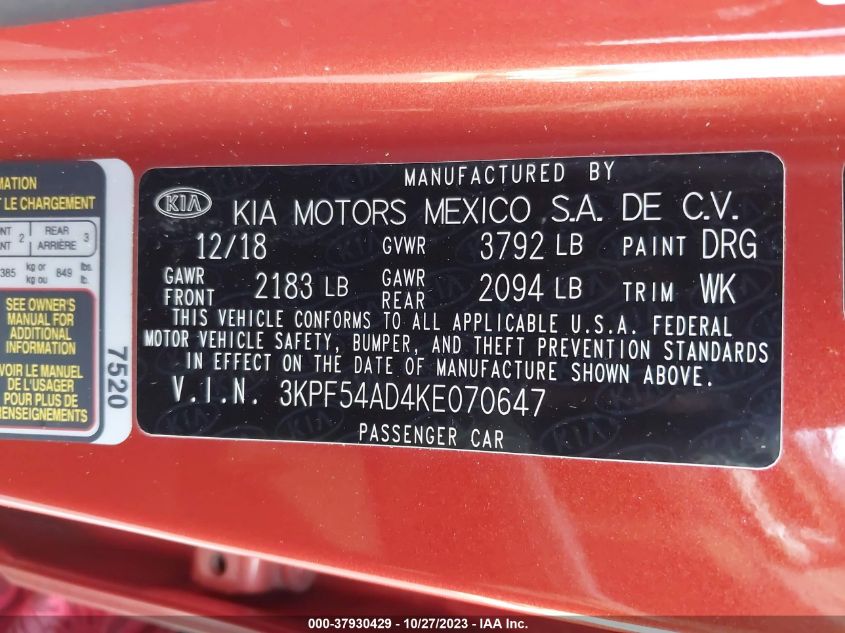 MANUFACTURED BY
KIA KIA MOTORS MEXICO S.A. DE C.V.
12/18 GVWR 3792 LB PAINT DRG
GAWR FRONT 2183 LB GAWR REAR 2094 LB TRIM WK
THIS VEHICLE CONFORMS TO ALL APPLICABLE U.S.A. FEDERAL
MOTOR VEHICLE SAFETY, BUMPER, AND THEFT PREVENTION STANDARDS
IN EFFECT ON THE DATE OF MANUFACTURE SHOWN ABOVE.
V.I.N. 3KPF54AD4KE070647
PASSENGER CAR
LE CHARGEMENT
2 REAR ARRIÈRE 3
385 kg or kg ou 849 lbs. lb.
SEE OWNER'S
MANUAL FOR
ADDITIONAL
INFORMATION
VOIR LE MANUEL
DE L'USAGER
POUR PLUS DE
RENSEIGNEMENTS
7520
000-37930429 - 10/27/2023 - IAA Inc.